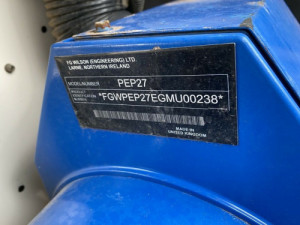 FG WILSON (ENGINEERING) LTD
LARNE, NORTHERN IRELAND
MODEL/NUMBER PEP27
*FGWPEP27EGMU00238*
MADE IN
UNITED KINGDOM